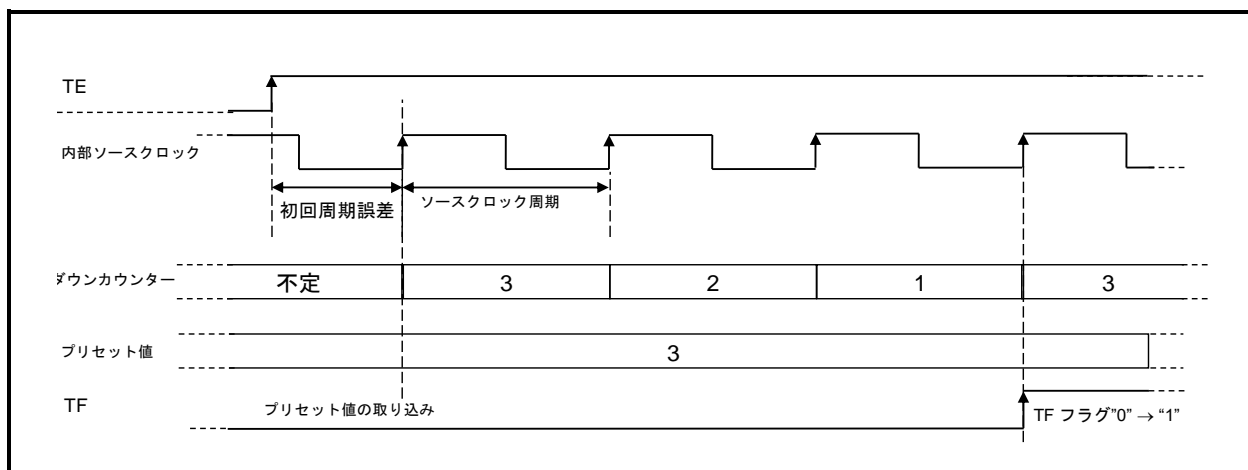 TE
内部ソースクロック
初回周期誤差
ソースクロック周期
ダウンカウンター
不定
3
2
1
3
プリセット値
3
TF
プリセット値の取り込み
TF フラグ"0" → “1”